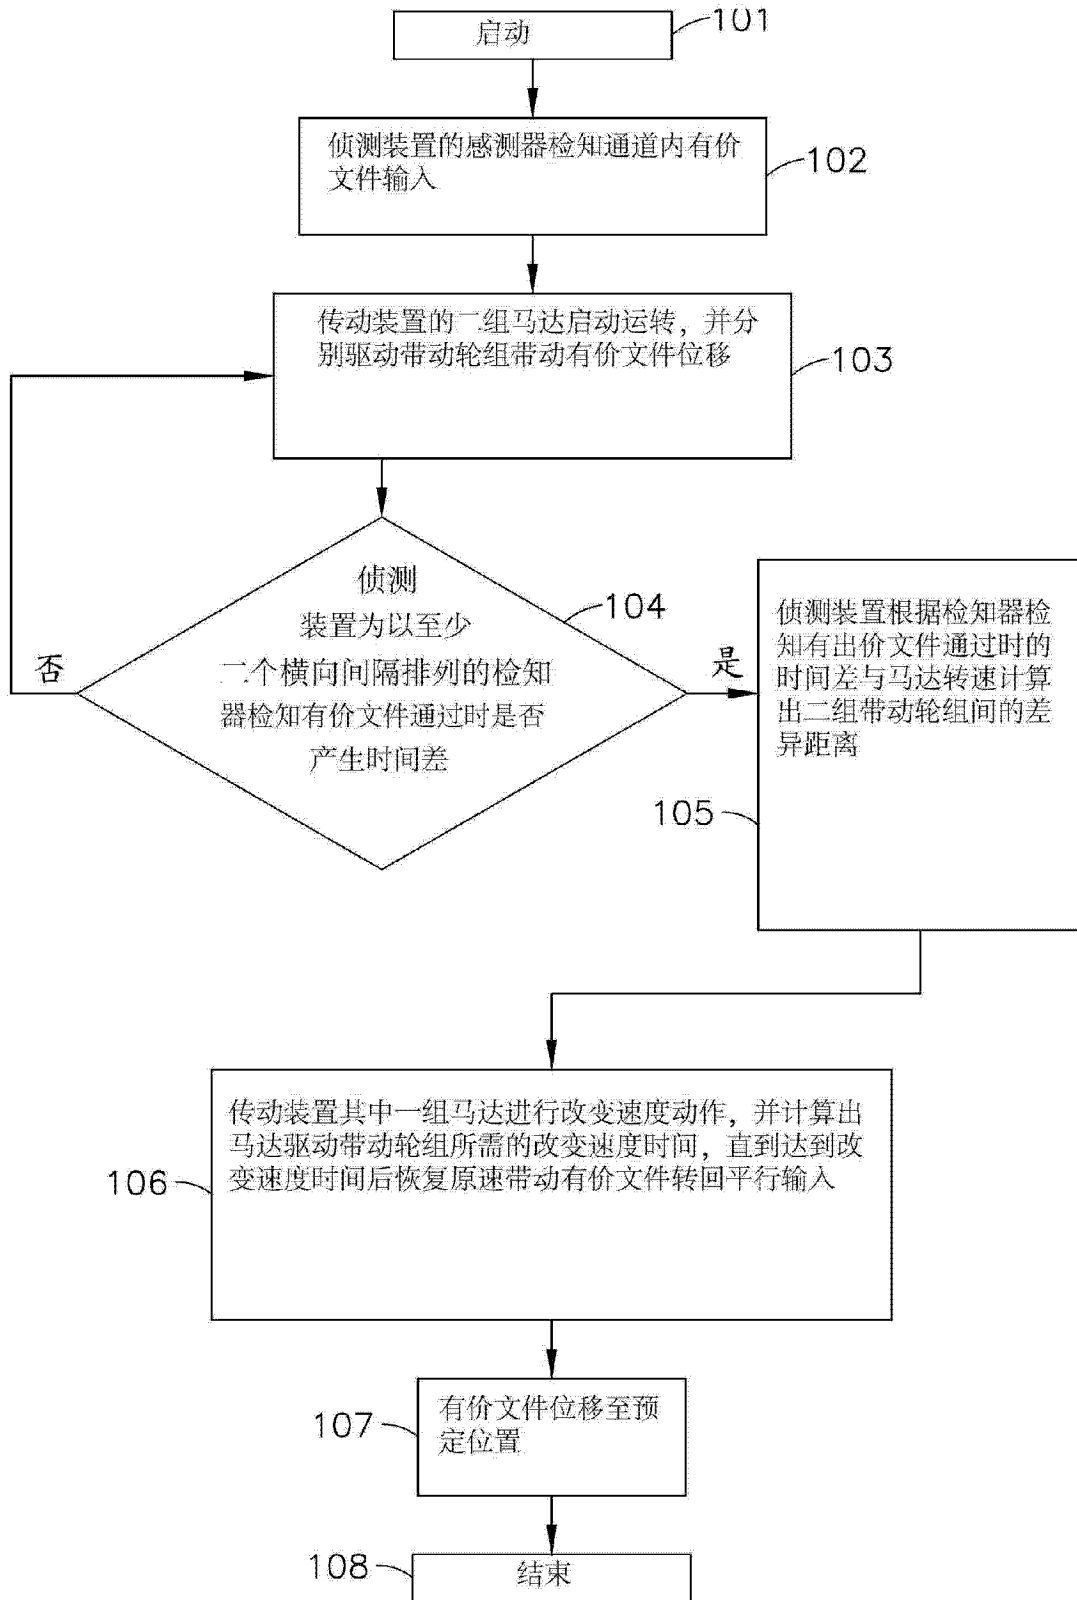 启动
101
侦测装置的感测器检知通道内有价
文件输入
102
传动装置的二组马达启动运转，并分
别驱动带动轮组带动有价文件位移
103
侦测
装置为以至少
二个横向间隔排列的检知
器检知有价文件通过时是否
产生时间差
104
否
是
侦测装置根据检知器检
知有出价文件通过时的
时间差与马达转速计算
出二组带动轮组间的差
异距离
105
传动装置其中一组马达进行改变速度动作，并计算出
马达驱动带动轮组所需的改变速度时间，直到达到改
变速度时间后恢复原速带动有价文件转回平行输入
106
有价文件位移至预
定位置
107
结束
108